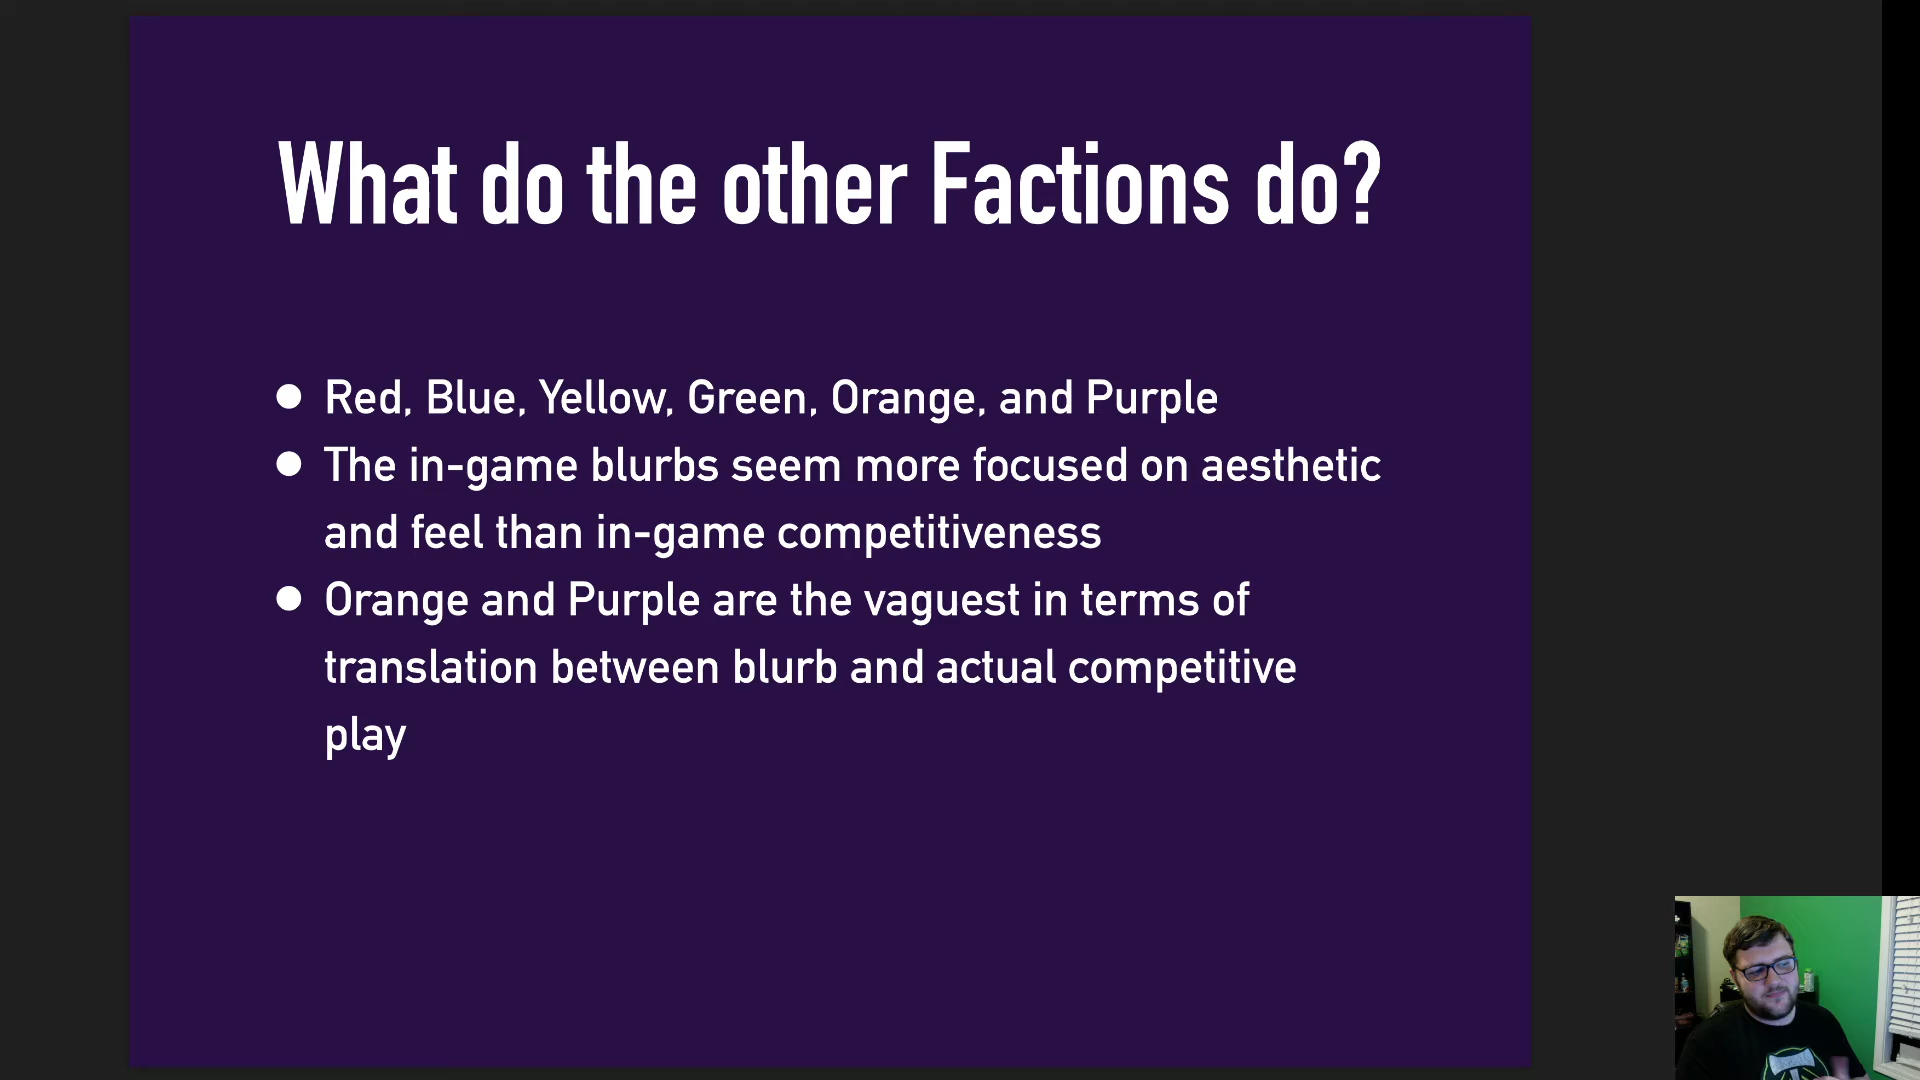 What do the other Factions do?
● Red, Blue, Yellow, Green, Orange, and Purple
● The in-game blurbs seem more focused on aesthetic
and feel than in-game competitiveness
● Orange and Purple are the vaguest in terms of
translation between blurb and actual competitive
play